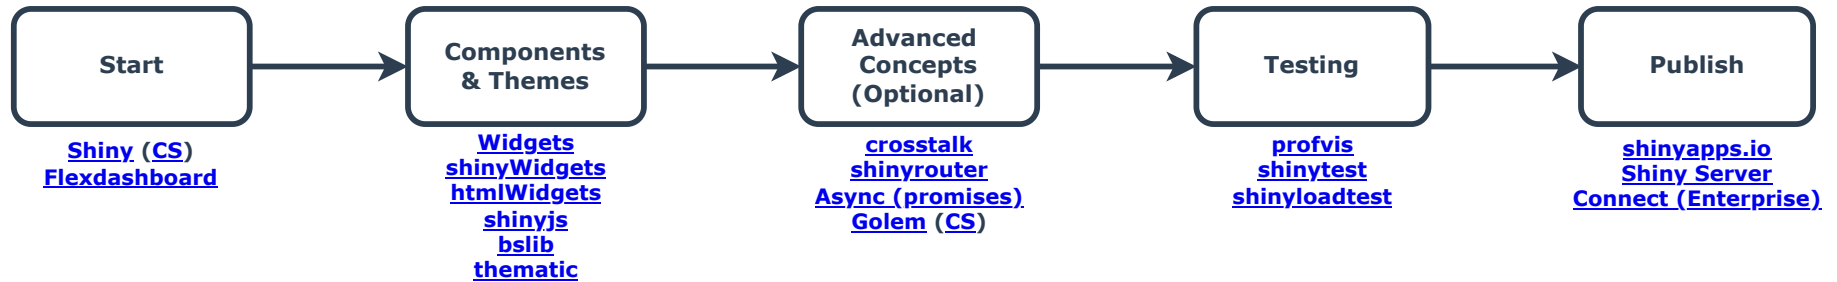 Start
Shiny (CS)
Flexdashboard
Components
& Themes
Widgets
shinyWidgets
htmlWidgets
shinyjs
bslib
thematic
Advanced
Concepts
(Optional)
crosstalk
shinyrouter
Async (promises)
Golem (CS)
Testing
profvis
shinytest
shinyloadtest
Publish
shinyapps.io
Shiny Server
Connect (Enterprise)